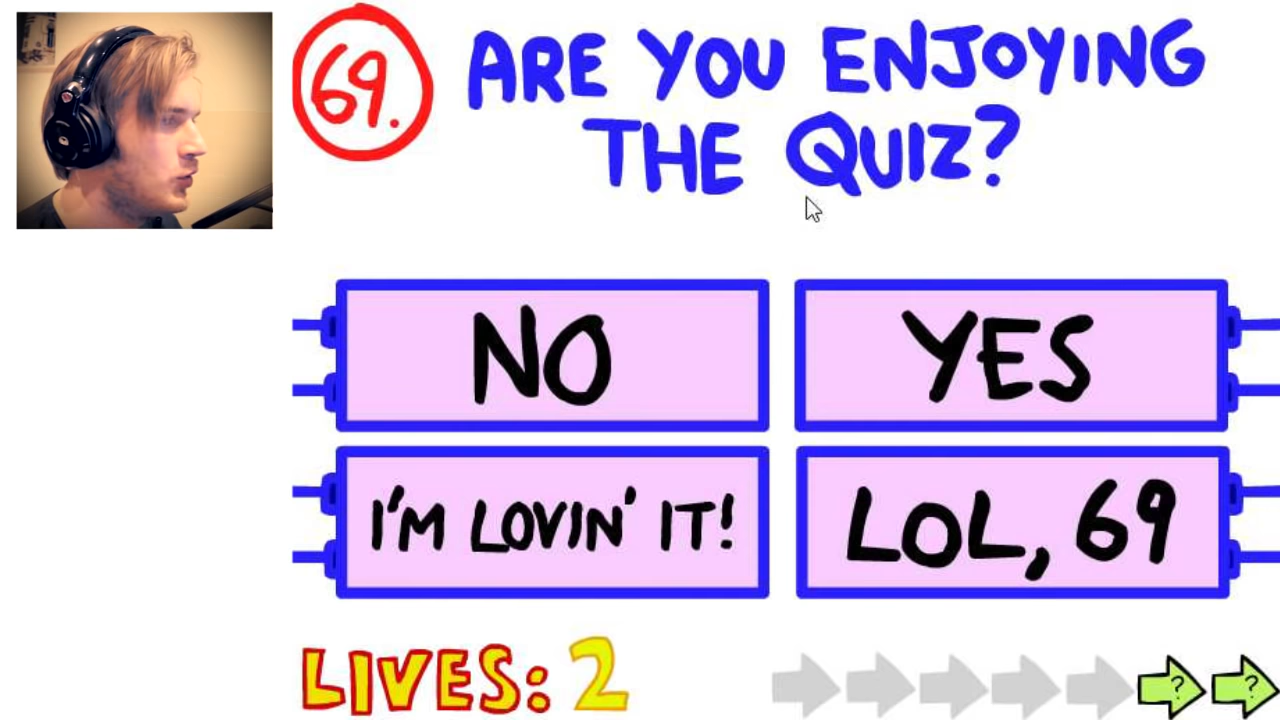 69.
ARE YOU ENJOYING
THE QUIZ?
NO
YES
I'M LOVIN' IT!
LOL, 69
LIVES: 2
? ?